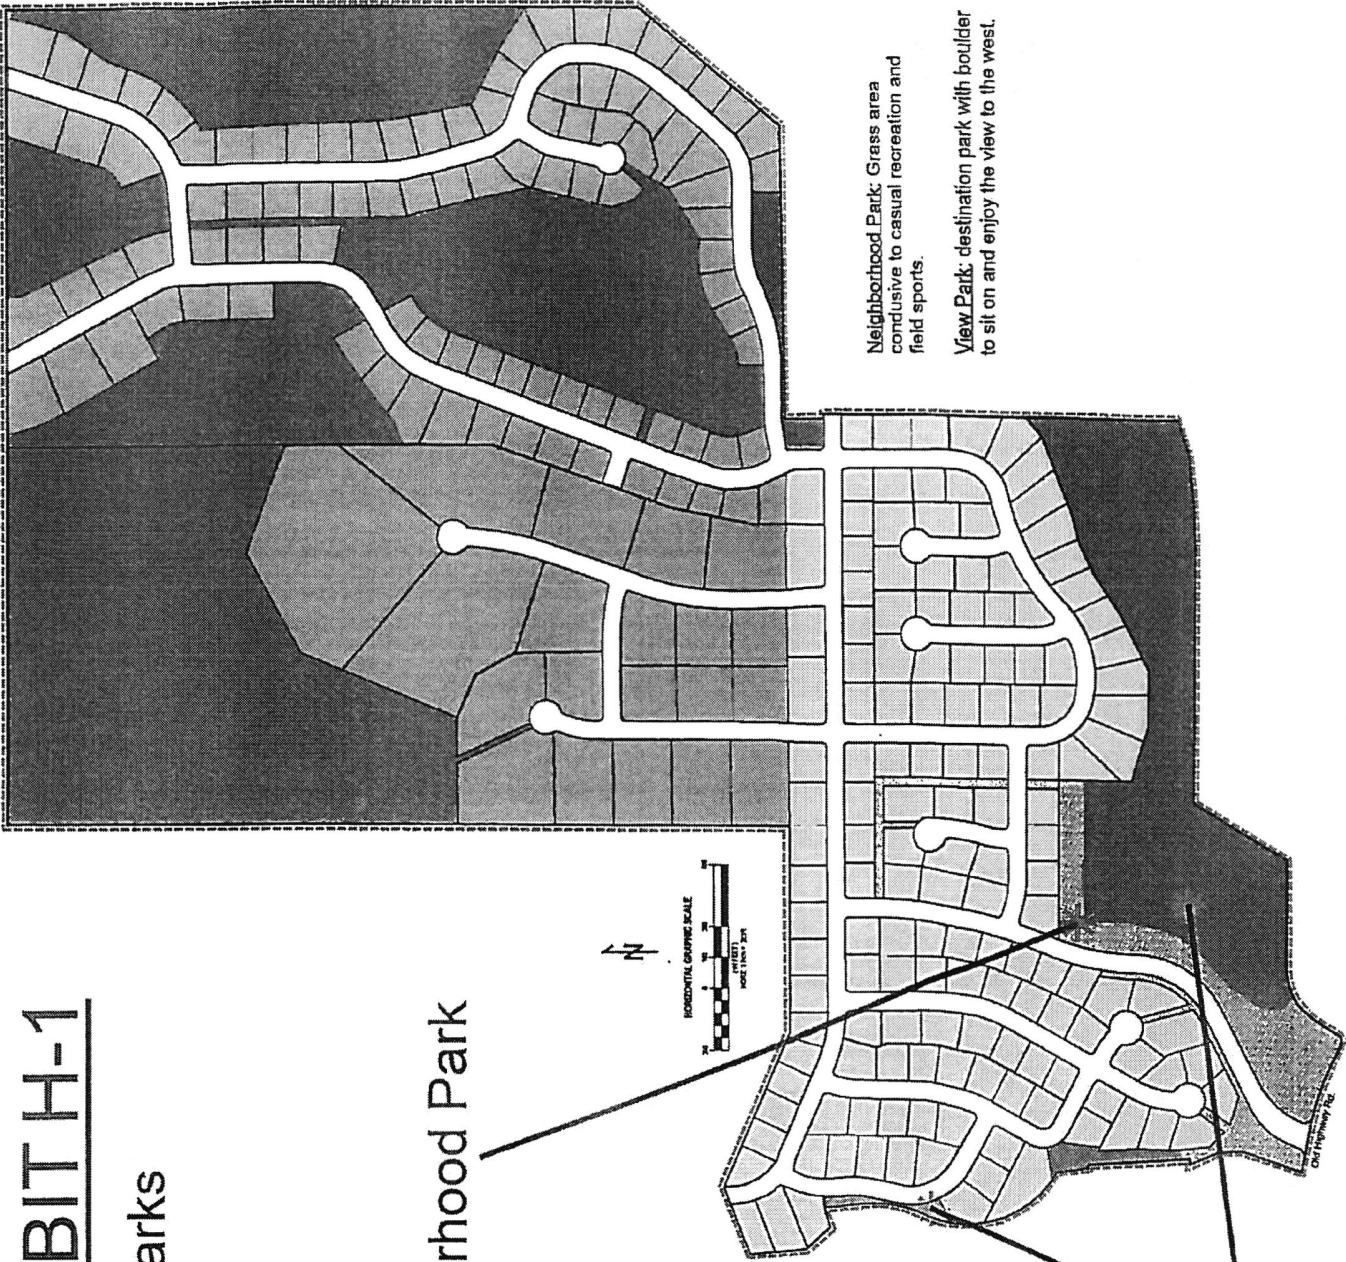 BIT H-1
arks
rhood Park
N
HORIZONTAL GRAPHIC SCALE
Neighborhood Park: Grass area
condusive to casual recreation and
field sports.
View Park: destination park with boulder
to sit on and enjoy the view to the west.
Old Highway Rd.